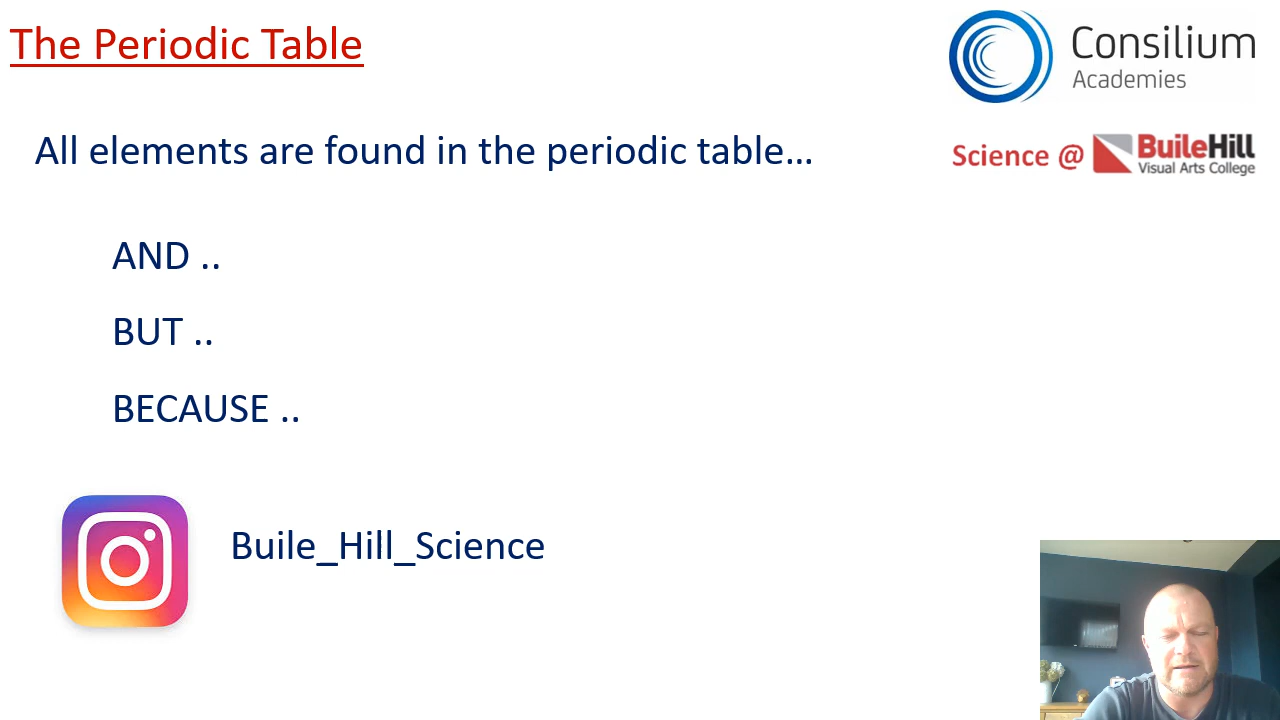 The Periodic Table
Consilium
Academies
All elements are found in the periodic table...
Science @ BuileHill
Visual Arts College
AND ..
BUT ..
BECAUSE ..
Buile_Hill_Science